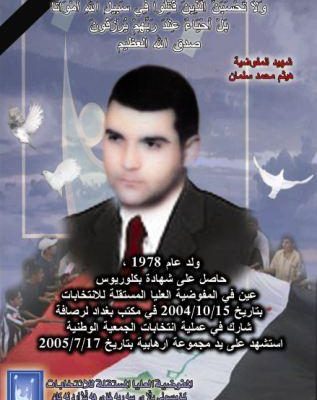 ولا تحسبن الذين قتلوا في سبيل الله امواتا
بل احياء عند ربهم يرزقون
صدق الله العظيم
شهيد المفوضية
هيثم محمد سلمان
ولد عام 1978 ،
حاصل على شهادة بكلوريوس
عين في المفوضية العليا المستقلة للانتخابات
بتاريخ 2004/10/15 في مكتب بغداد لرصافة
شارك في عملية انتخابات الجمعية الوطنية
استشهد على يد مجموعة ارهابية بتاريخ 2005/7/17
المفوضية العليا المستقلة للانتخابات